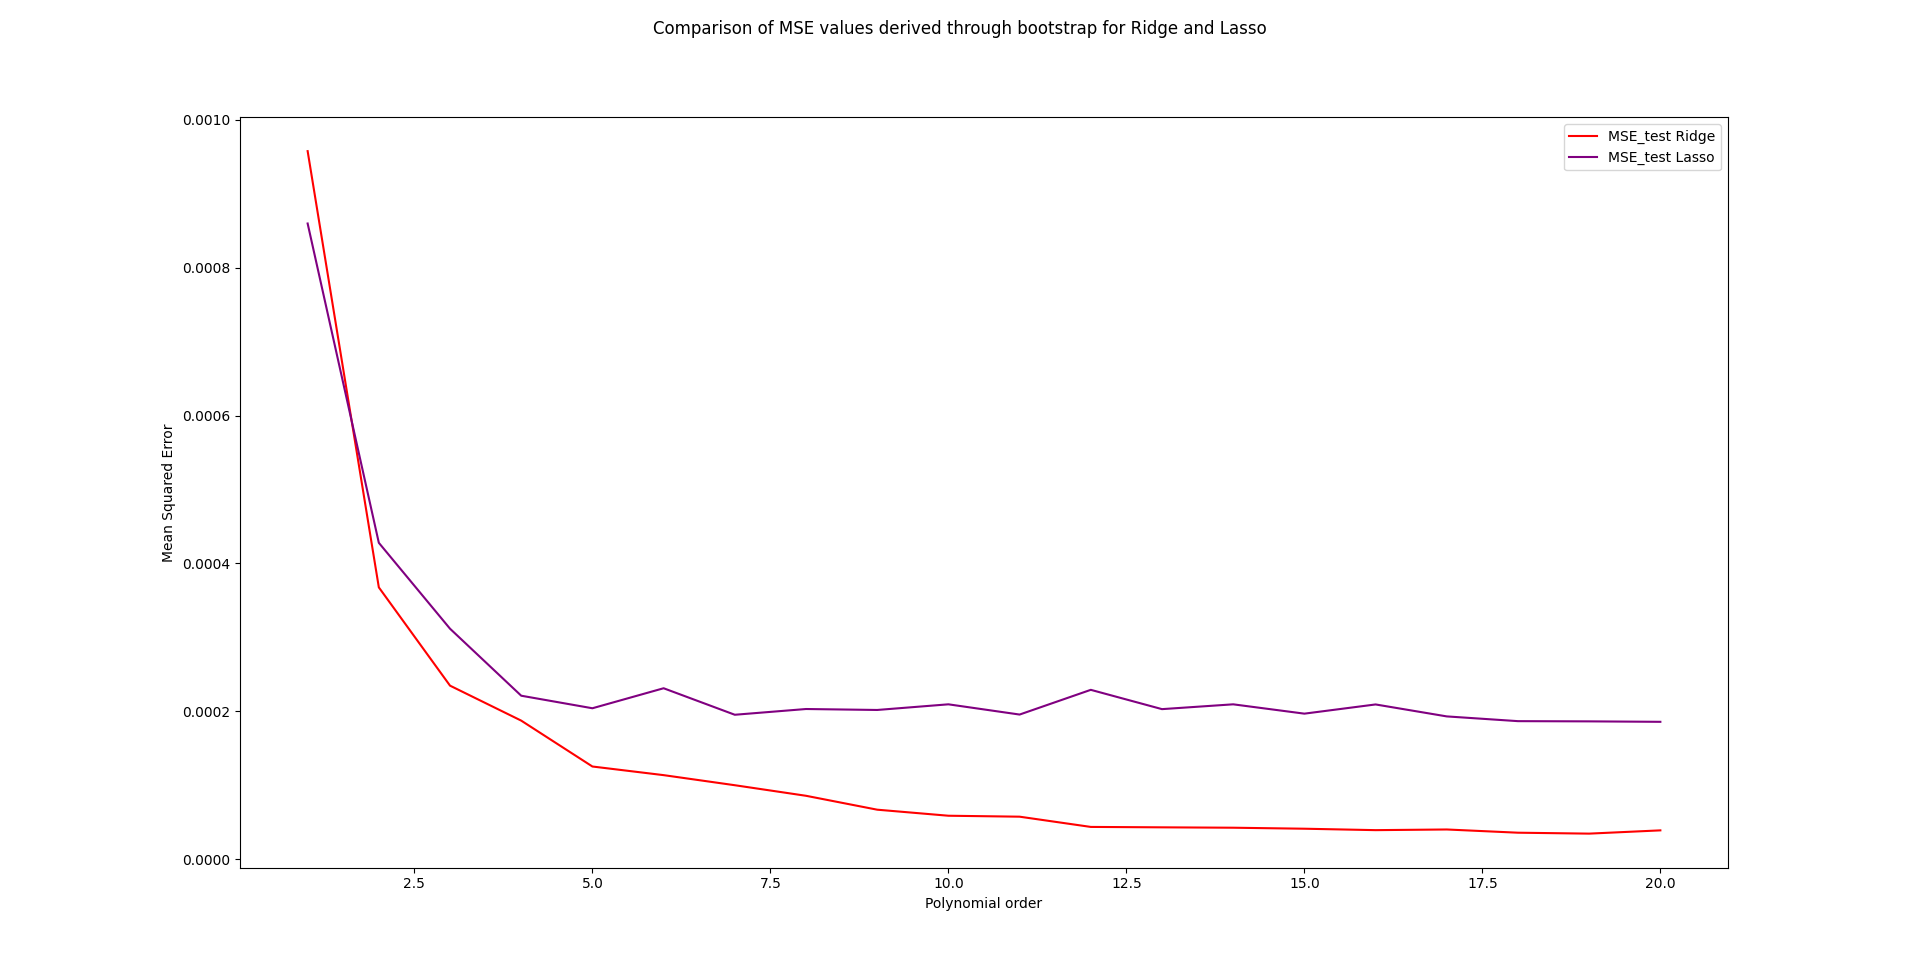 Comparison of MSE values derived through bootstrap for Ridge and Lasso
0.0010
0.0008
0.0006
0.0004
0.0002
0.0000
Mean Squared Error
MSE_test Ridge
MSE_test Lasso
2.5 5.0 7.5 10.0 12.5 15.0 17.5 20.0
Polynomial order